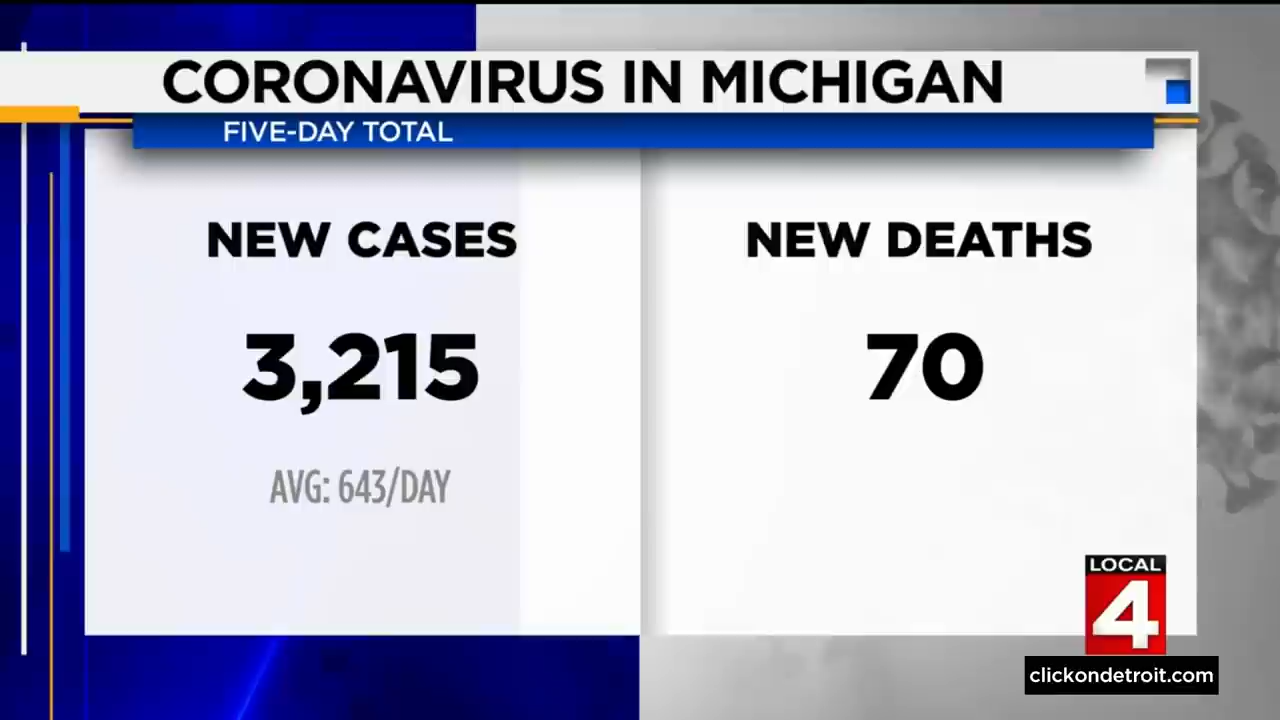 CORONAVIRUS IN MICHIGAN
FIVE-DAY TOTAL
NEW CASES
3,215
AVG: 643/DAY
NEW DEATHS
70
LOCAL
4
clickondetroit.com